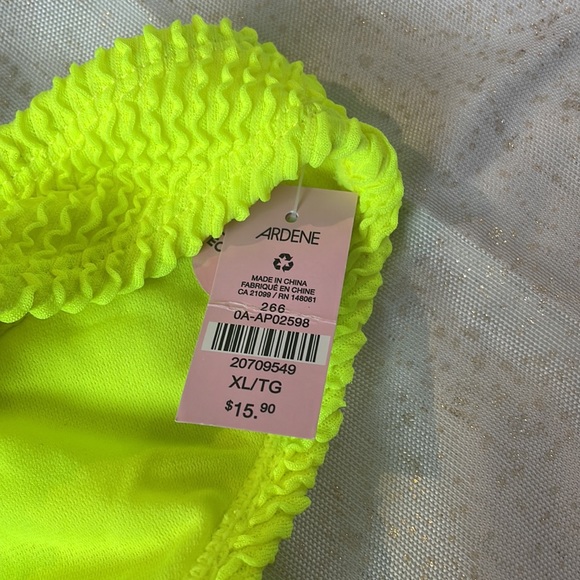 ARDENE
MADE IN CHINA
FABRIQUÉ EN CHINE
CA 21099 / RN 148061
266
0A-AP02598
20709549
XL/TG
$15.90